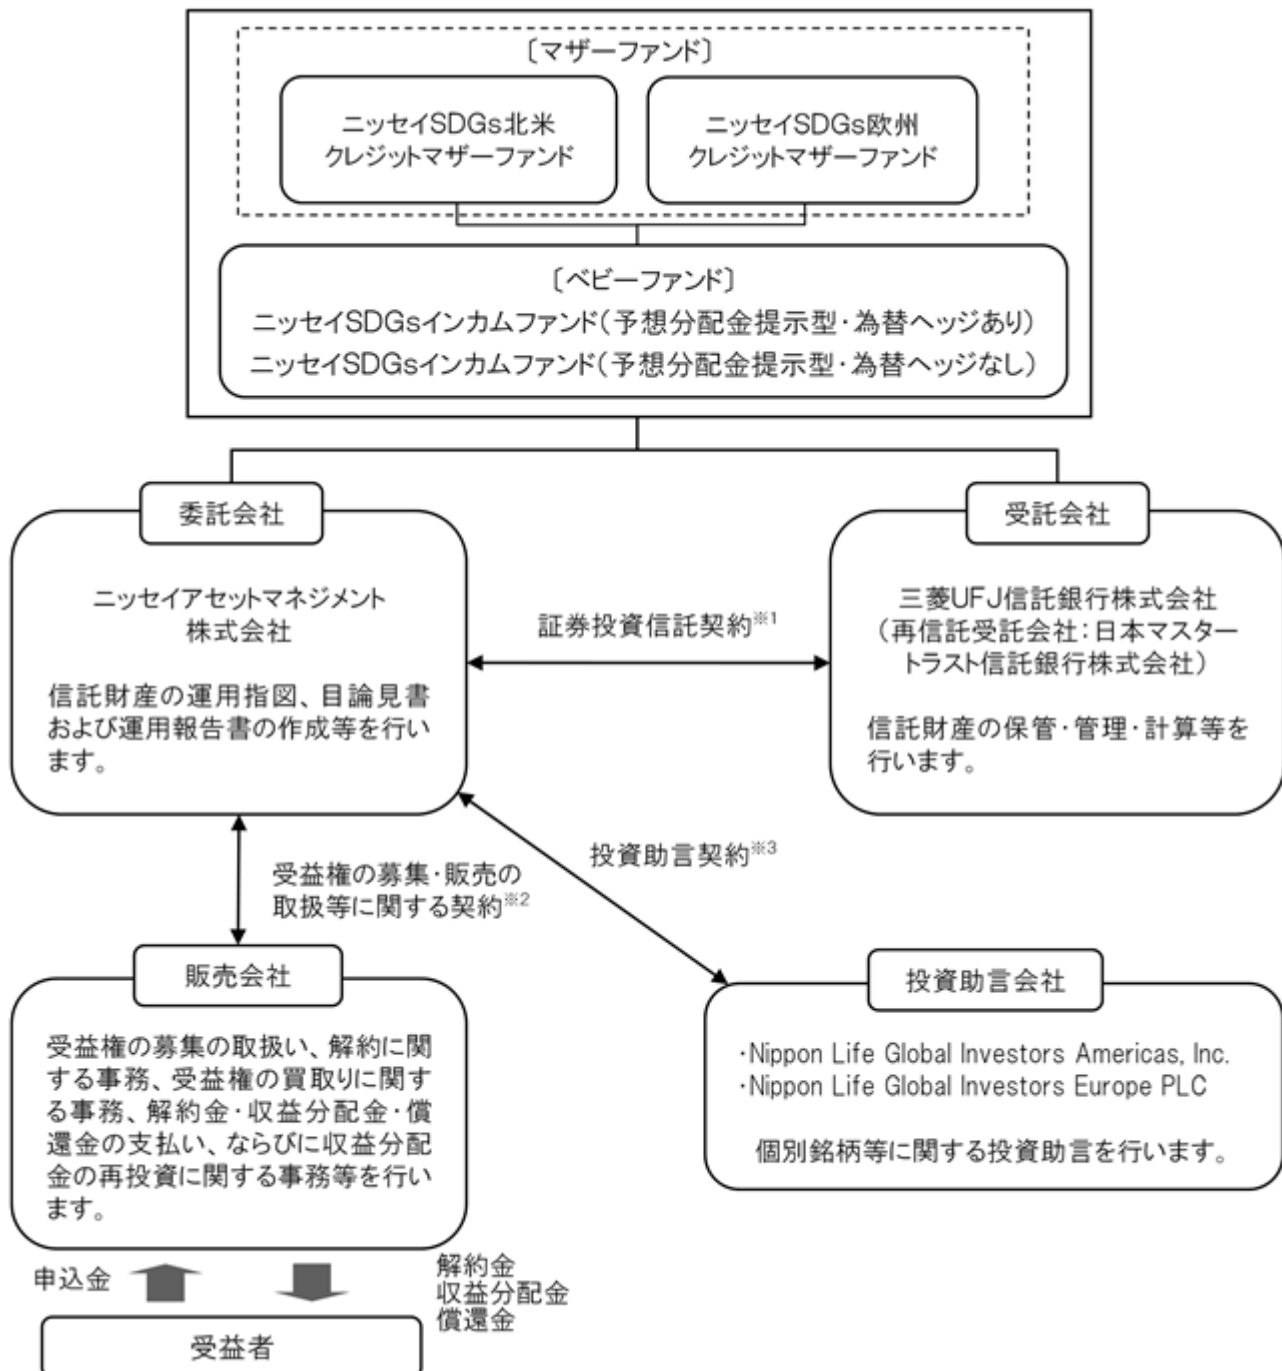 〔マザーファンド〕
ニッセイSDGs北米
クレジットマザーファンド
ニッセイSDGs欧州
クレジットマザーファンド
〔ベビーファンド〕
ニッセイSDGsインカムファンド(予想分配金提示型・為替ヘッジあり)
ニッセイSDGsインカムファンド(予想分配金提示型・為替ヘッジなし)
委託会社
ニッセイアセットマネジメント
株式会社
信託財産の運用指図、目論見書
および運用報告書の作成等を行い
ます。
証券投資信託契約※1
受託会社
三菱UFJ信託銀行株式会社
(再信託受託会社:日本マスター
トラスト信託銀行株式会社)
信託財産の保管・管理・計算等を
行います。
受益権の募集・販売の
取扱等に関する契約※2
投資助言契約※3
販売会社
受益権の募集の取扱い、解約に関
する事務、受益権の買取りに関す
る事務、解約金・収益分配金・償
還金の支払い、ならびに収益分配
金の再投資に関する事務等を行い
ます。
投資助言会社
・Nippon Life Global Investors Americas, Inc.
・Nippon Life Global Investors Europe PLC
個別銘柄等に関する投資助言を行います。
申込金
解約金
収益分配金
償還金
受益者